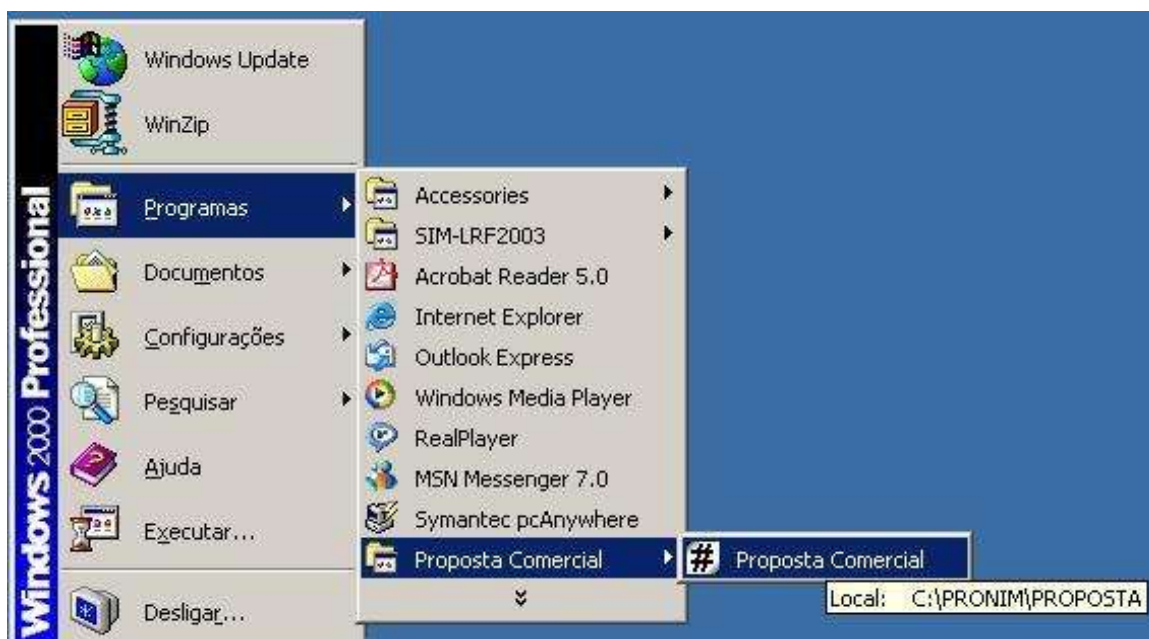 Windows 2000 Professional
Windows Update
WinZip
Programas
Documentos
Configurações
Pesquisar
Ajuda
Executar...
Desligar...
Accessories
SIM-LRF2003
Acrobat Reader 5.0
Internet Explorer
Outlook Express
Windows Media Player
RealPlayer
MSN Messenger 7.0
Symantec pcAnywhere
Proposta Comercial
# Proposta Comercial
Local: C:\PRONIM\PROPOSTA